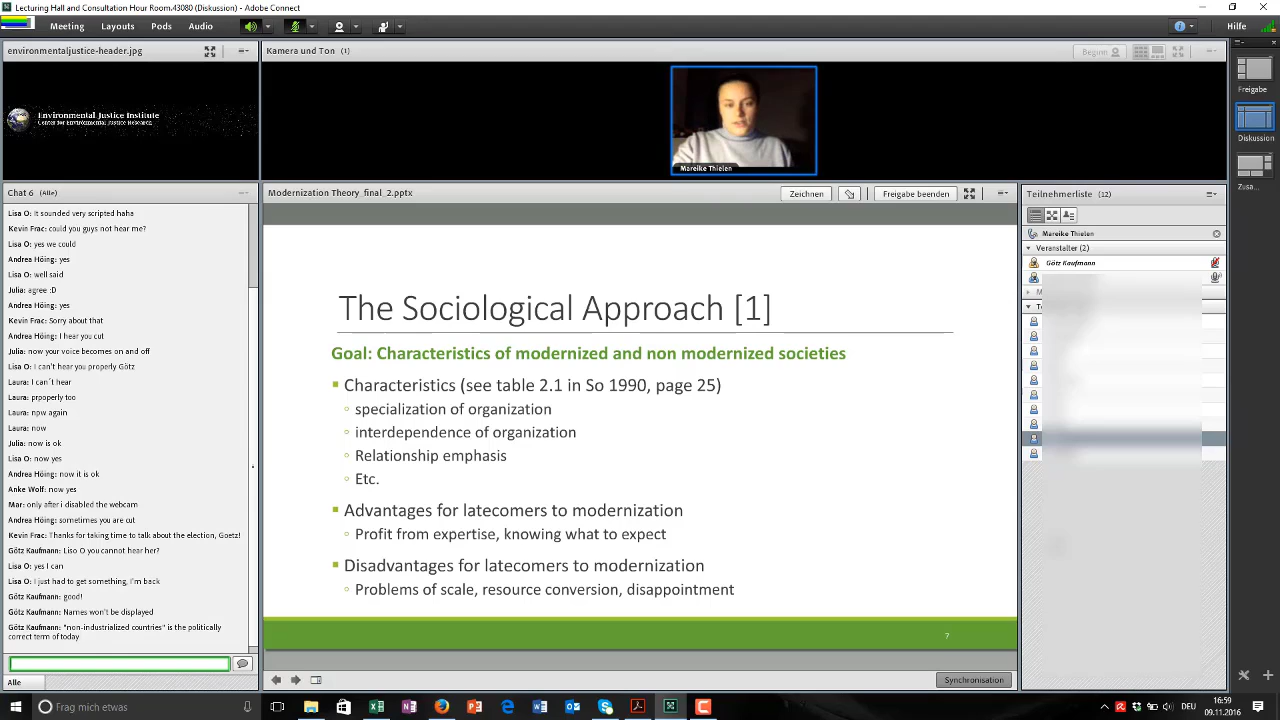 Lecturing Hall and Consultation Hour Room.43080 (Diskussion) - Adobe Connect
Meeting Layouts Pods Audio
Hilfe
environmentaljustice-header.jpg
Kamera und Ton (1)
Beginn
Freigabe
Diskussion
Zusa...
Environmental Justice Institute
Center for Environmental Justice Research
Mareike Thielen
Chat 6 (Alle)
Lisa O: It sounded very scripted haha
Kevin Frac: could you guys not hear me?
Lisa O: yes we could
Andrea Höing: yes
Lisa O: well said
Julia: agree :D
Andrea Höing: yes
Kevin Frac: Sorry about that
Andrea Höing: I hear you cut
Julia: now your voice becomes on and off
Lisa O: I can't hear you properly Götz
Laura: I can´t hear
Laura: prpoperly too
Laura: npw again
Laura: now
Julia: now is ok
Lisa O: now yes
Andrea Höing: now it is ok
Anke Wolf: now yes
Mar: only after i disabled the webcam
Andrea Höing: sometimes you are cut
Kevin Frac: Thanks for taking time to talk about the election, Goetz!
Götz Kaufmann: Liso O you cannot hear her?
Lisa O: yes I can
Lisa O: I just had to get something, i'm back
Götz Kaufmann: good!
Götz Kaufmann: Names won't be displayed
Götz Kaufmann: "non-industrialized countries" is the politically
correct term of today
Alle
Modernization Theory_final_2.pptx
Zeichnen
Freigabe beenden
The Sociological Approach [1]
Goal: Characteristics of modernized and non modernized societies
Characteristics (see table 2.1 in So 1990, page 25)
specialization of organization
interdependence of organization
Relationship emphasis
Etc.
Advantages for latecomers to modernization
Profit from expertise, knowing what to expect
Disadvantages for latecomers to modernization
Problems of scale, resource conversion, disappointment
7
Synchronisation
Teilnehmerliste (12)
Mareike Thielen
Veranstalter (2)
Götz Kaufmann
Frag mich etwas
DEU
16:59
09.11.2016